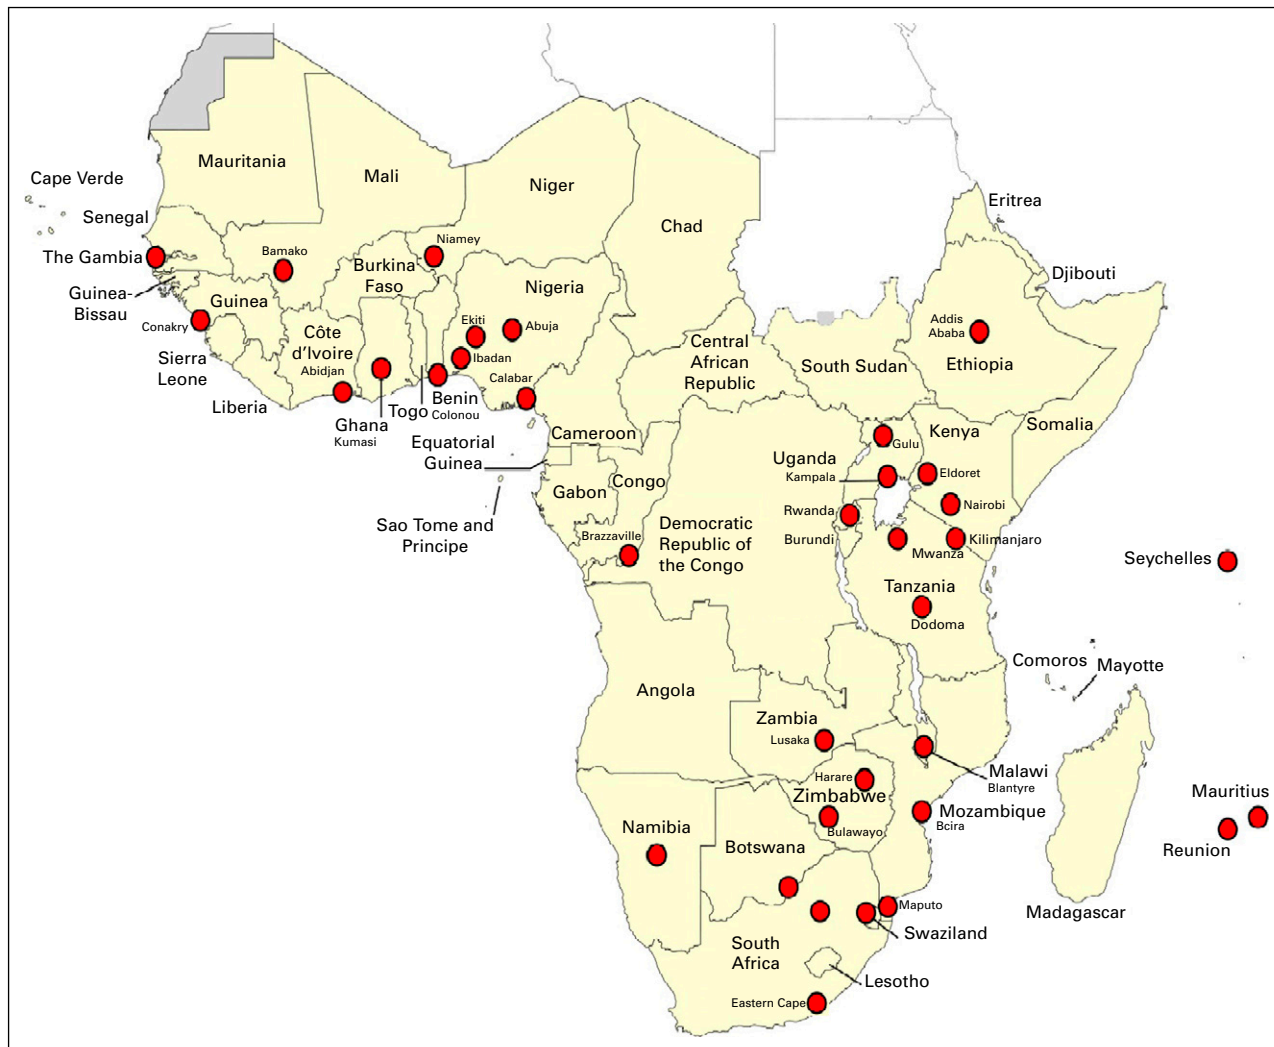 Mauritania
Mali
Niger
Chad
Cape Verde
Senegal
The Gambia
Guinea-
Bissau
Bamako
Niamey
Burkina
Faso
Guinea
Conakry
Sierra
Leone
Liberia
Côte
d'Ivoire
Abidjan
Ghana
Kumasi
Togo
Benin
Colonou
Nigeria
Ekiti
Abuja
Ibadan
Calabar
Eritrea
Djibouti
Addis
Ababa
Ethiopia
Central
African
Republic
South Sudan
Somalia
Cameroon
Equatorial
Guinea
Gabon
Congo
Sao Tome and
Principe
Brazzaville
Democratic
Republic of
the Congo
Uganda
Kampala
Gulu
Kenya
Eldoret
Nairobi
Rwanda
Burundi
Mwanza
Kilimanjaro
Tanzania
Dodoma
Seychelles
Comoros
Mayotte
Angola
Zambia
Lusaka
Malawi
Blantyre
Harare
Zimbabwe
Bulawayo
Mozambique
Bcira
Mauritius
Reunion
Madagascar
Namibia
Botswana
Maputo
Swaziland
South
Africa
Lesotho
Eastern Cape